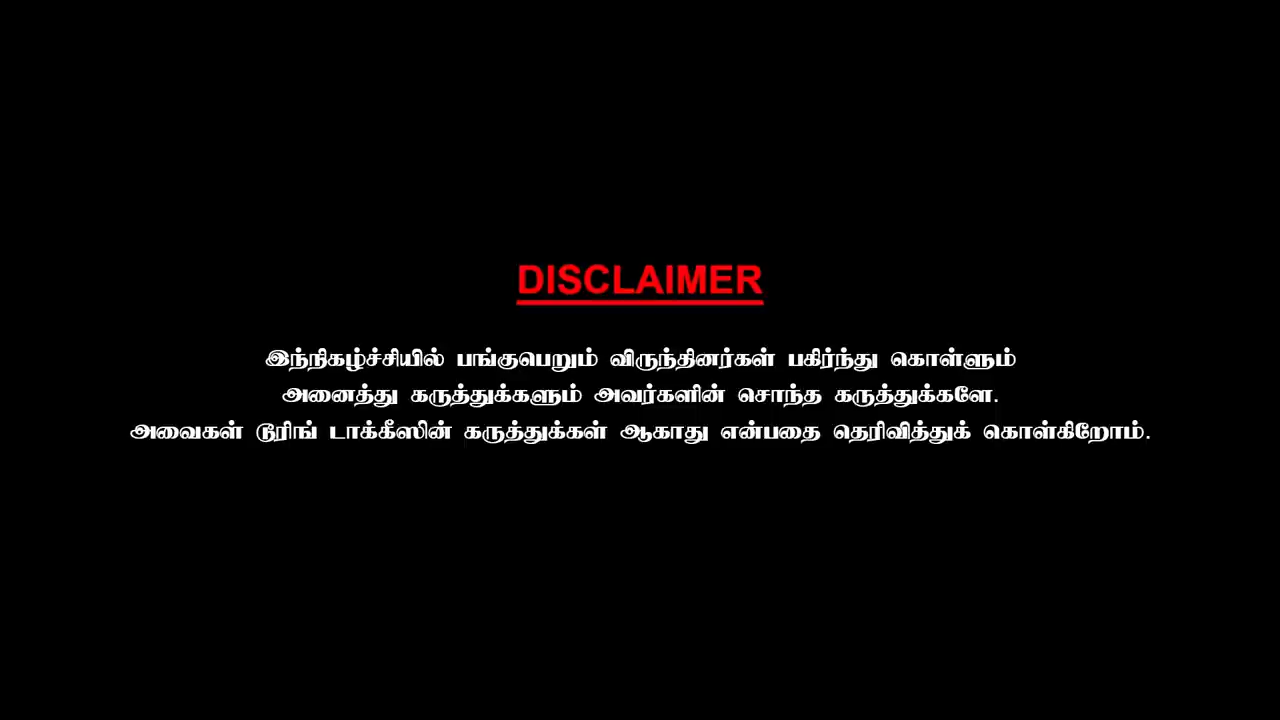 DISCLAIMER
இந்நிகழ்ச்சியில் பங்குபெறும் விருந்தினர்கள் பகிர்ந்து கொள்ளும்
அனைத்து கருத்துக்களும் அவர்களின் சொந்த கருத்துக்களே.
அவைகள் டூரிங் டாக்கீஸின் கருத்துக்கள் ஆகாது என்பதை தெரிவித்துக் கொள்கிறோம்.